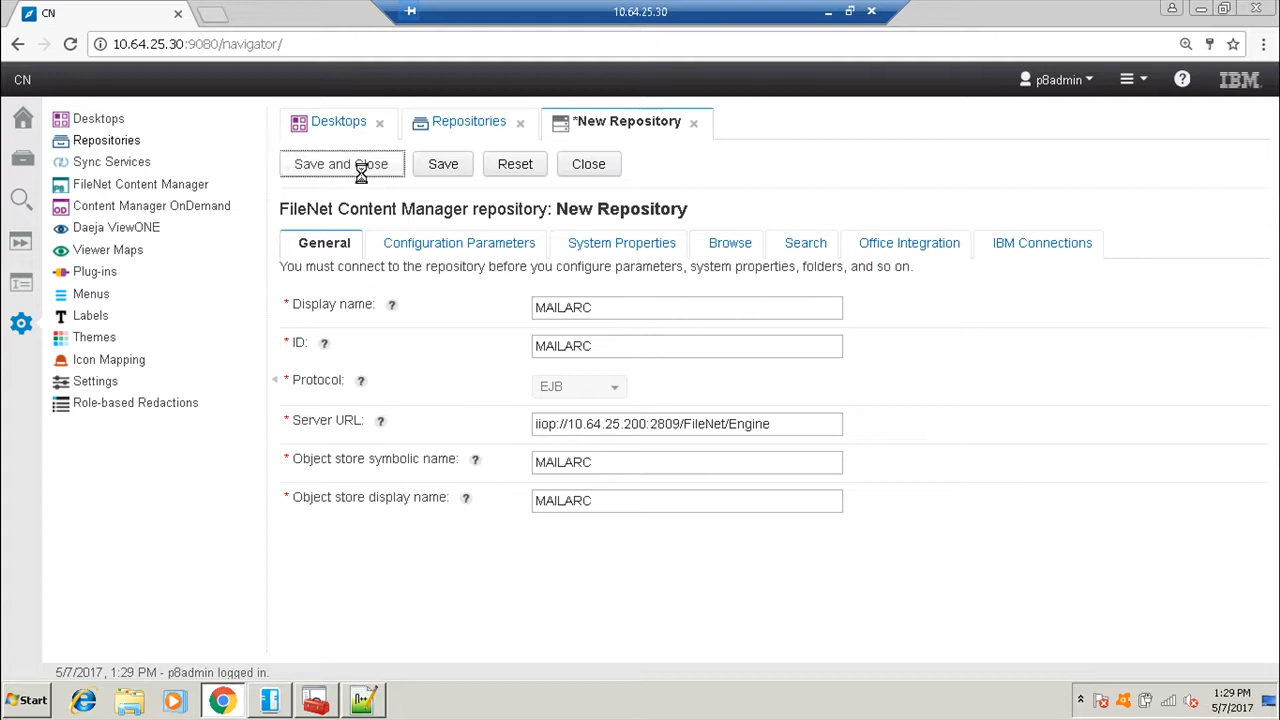 CN
10.64.25.30
10.64.25.30:9080/navigator/
CN
p8admin
?
IBM
Desktops
Repositories
Sync Services
FileNet Content Manager
Content Manager OnDemand
Daeja ViewONE
Viewer Maps
Plug-ins
Menus
Labels
Themes
Icon Mapping
Settings
Role-based Redactions
Desktops
Repositories
*New Repository
Save and Close
Save
Reset
Close
FileNet Content Manager repository: New Repository
General
Configuration Parameters
System Properties
Browse
Search
Office Integration
IBM Connections
You must connect to the repository before you configure parameters, system properties, folders, and so on.
* Display name: ?
MAILARC
* ID: ?
MAILARC
* Protocol: ?
EJB
* Server URL: ?
iiop://10.64.25.200:2809/FileNet/Engine
* Object store symbolic name: ?
MAILARC
* Object store display name: ?
MAILARC
5/7/2017, 1:29 PM - p8admin logged in.
Start
1:29 PM
5/7/2017